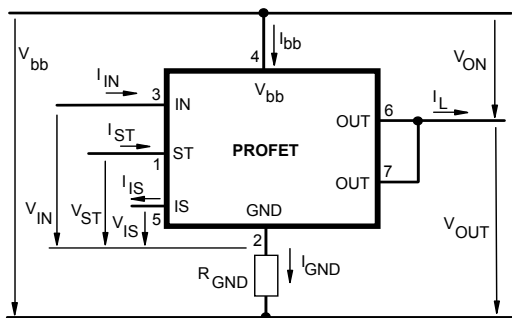 Vbb
Ibb
4
VON
IIN
3
IN
Vbb
OUT
6
IL
IST
1
ST
PROFET
IIS
5
IS
OUT
7
VIN
VST
VIS
GND
2
VOUT
RGND
IGND